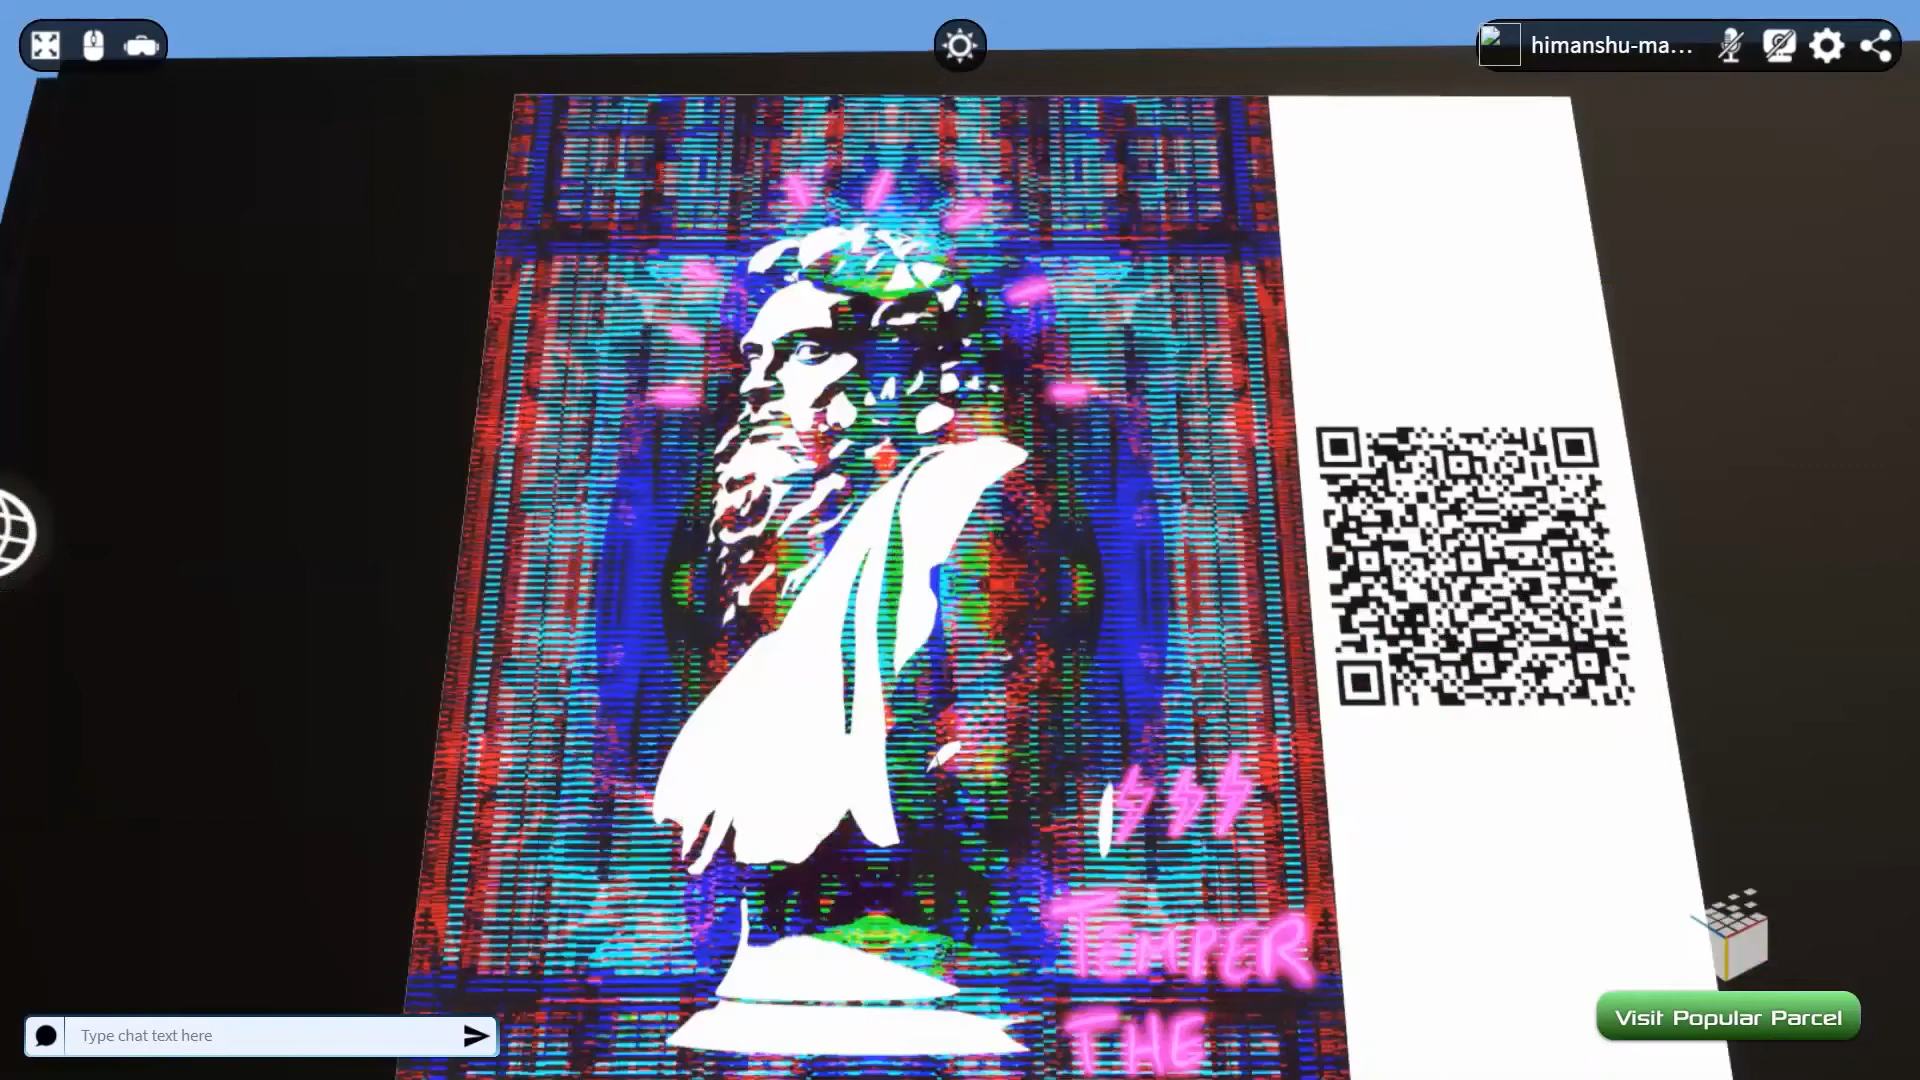 himanshu-ma...
TEMPER
THE
Type chat text here
Visit Popular Parcel